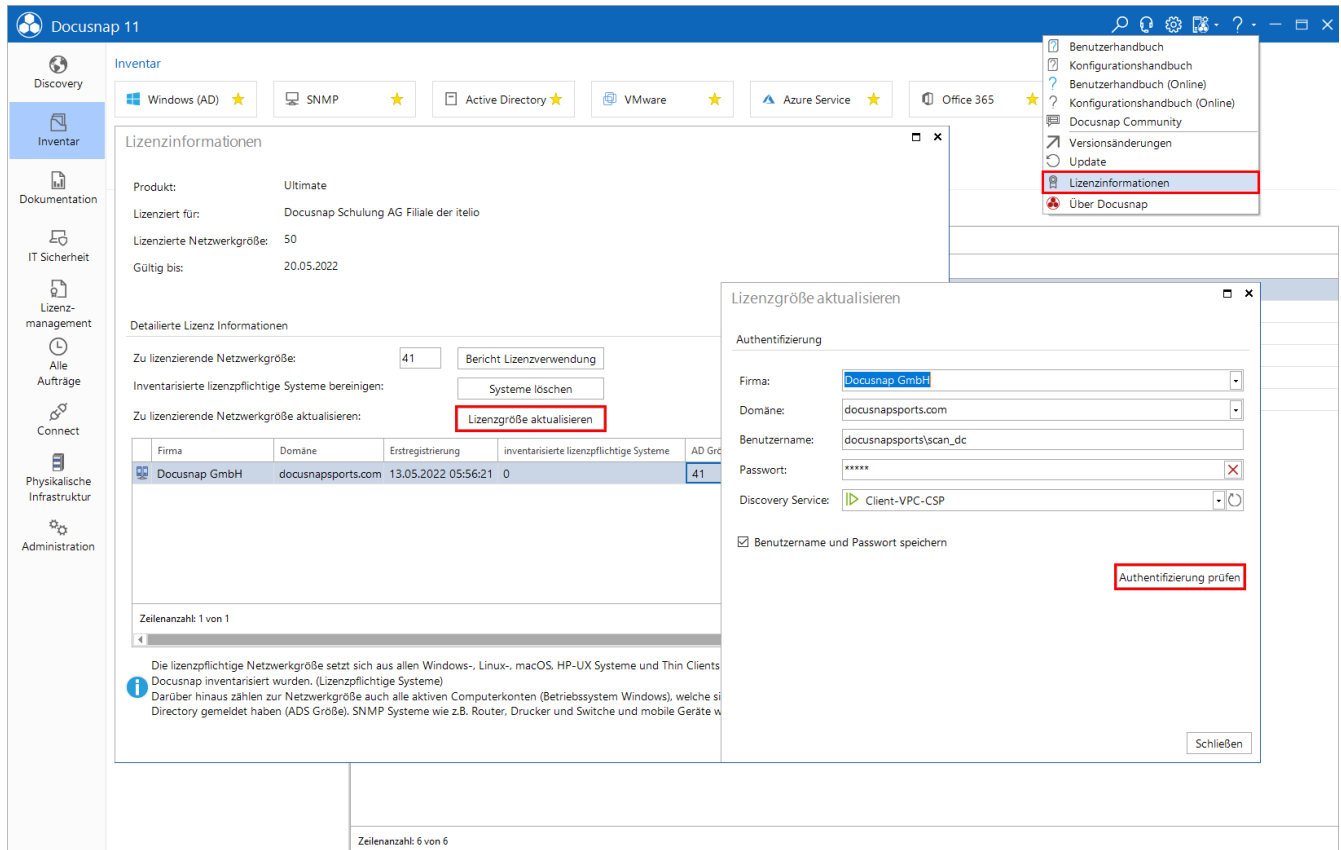 Docusnap 11
Discovery
Inventar
Dokumentation
IT Sicherheit
Lizenz-
management
Alle
Aufträge
Connect
Physikalische
Infrastruktur
Administration
Inventar
Windows (AD)
SNMP
Active Directory
VMware
Azure Service
Office 365
Benutzerhandbuch
Konfigurationshandbuch
Benutzerhandbuch (Online)
Konfigurationshandbuch (Online)
Docusnap Community
Versionsänderungen
Update
Lizenzinformationen
Über Docusnap
Lizenzinformationen
Produkt: Ultimate
Lizenziert für: Docusnap Schulung AG Filiale der itelio
Lizenzierte Netzwerkgröße: 50
Gültig bis: 20.05.2022
Detailierte Lizenz Informationen
Zu lizenzierende Netzwerkgröße: 41 Bericht Lizenzverwendung
Inventarisierte lizenzpflichtige Systeme bereinigen: Systeme löschen
Zu lizenzierende Netzwerkgröße aktualisieren: Lizenzgröße aktualisieren
Firma Domäne Erstregistrierung inventarisierte lizenzpflichtige Systeme AD Grö
Docusnap GmbH docusnapsports.com 13.05.2022 05:56:21 0 41
Zeilenanzahl: 1 von 1
Die lizenzpflichtige Netzwerkgröße setzt sich aus allen Windows-, Linux-, macOS, HP-UX Systeme und Thin Clients
Docusnap inventarisiert wurden. (Lizenzpflichtige Systeme)
Darüber hinaus zählen zur Netzwerkgröße auch alle aktiven Computerkonten (Betriebssystem Windows), welche si
Directory gemeldet haben (ADS Größe). SNMP Systeme wie z.B. Router, Drucker und Switche und mobile Geräte w
Lizenzgröße aktualisieren
Authentifizierung
Firma: Docusnap GmbH
Domäne: docusnapsports.com
Benutzername: docusnapsports\scan_dc
Passwort: *****
Discovery Service: Client-VPC-CSP
Benutzername und Passwort speichern
Authentifizierung prüfen
Schließen
Zeilenanzahl: 6 von 6